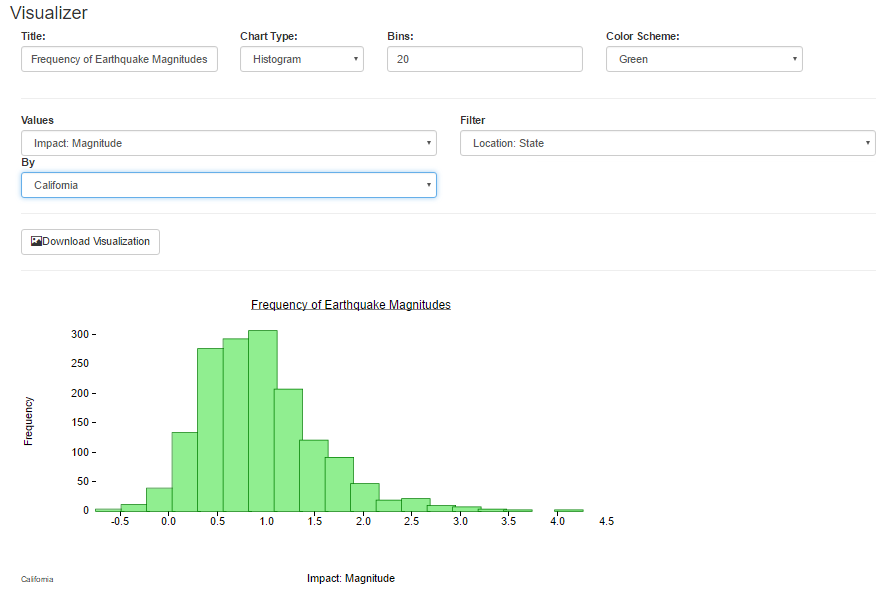 Visualizer
Title: Chart Type: Bins: Color Scheme:
Frequency of Earthquake Magnitudes Histogram 20 Green
Values Filter
Impact: Magnitude Location: State
By
California
Download Visualization
Frequency of Earthquake Magnitudes
300
250
200
150
100
50
0
Frequency
-0.5 0.0 0.5 1.0 1.5 2.0 2.5 3.0 3.5 4.0 4.5
California Impact: Magnitude